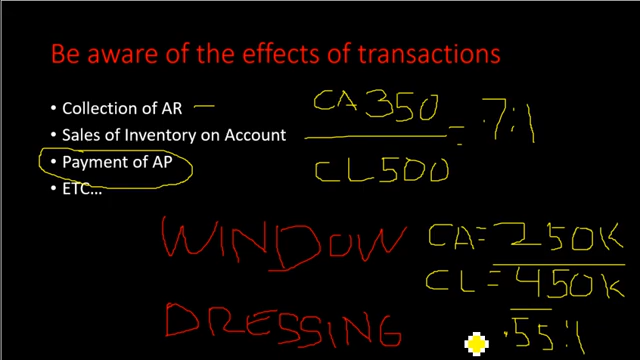 Be aware of the effects of transactions
• Collection of AR —
• Sales of Inventory on Account
• Payment of AP
• ETC...
CA 350
CL 500
= .7:1
WINDOW
DRESSING
CA = 250K
CL = 450K
.55:1